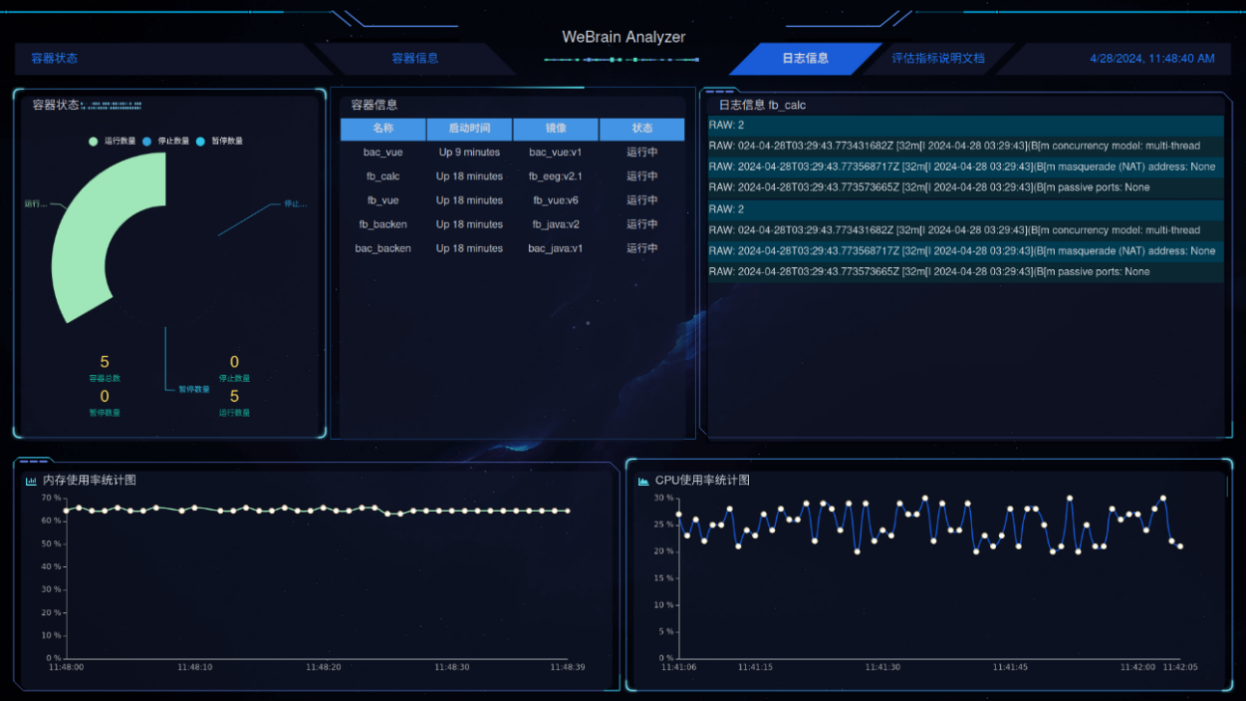 WeBrain Analyzer
容器状态
容器信息
日志信息
评估指标说明文档
4/28/2024, 11:48:40 AM
容器状态
运行数量 停止数量 暂停数量
运行...
停止...
暂停数量
5
容器总数
0
停止数量
0
暂停数量
5
运行数量
容器信息
名称 启动时间 镜像 状态
bac_vue Up 9 minutes bac_vue:v1 运行中
fb_calc Up 18 minutes fb_eeg:v2.1 运行中
fb_vue Up 18 minutes fb_vue:v6 运行中
fb_backen Up 18 minutes fb_java:v2 运行中
bac_backen Up 18 minutes bac_java:v1 运行中
日志信息 fb_calc
RAW: 2
RAW: 024-04-28T03:29:43.773431682Z [32m[I 2024-04-28 03:29:43](B[m concurrency model: multi-thread
RAW: 2024-04-28T03:29:43.773568717Z [32m[I 2024-04-28 03:29:43](B[m masquerade (NAT) address: None
RAW: 2024-04-28T03:29:43.773573665Z [32m[I 2024-04-28 03:29:43](B[m passive ports: None
RAW: 2
RAW: 024-04-28T03:29:43.773431682Z [32m[I 2024-04-28 03:29:43](B[m concurrency model: multi-thread
RAW: 2024-04-28T03:29:43.773568717Z [32m[I 2024-04-28 03:29:43](B[m masquerade (NAT) address: None
RAW: 2024-04-28T03:29:43.773573665Z [32m[I 2024-04-28 03:29:43](B[m passive ports: None
内存使用率统计图
70 %
60 %
50 %
40 %
30 %
20 %
10 %
0 %
11:48:00 11:48:10 11:48:20 11:48:30 11:48:39
CPU使用率统计图
30 %
25 %
20 %
15 %
10 %
5 %
0 %
11:41:06 11:41:15 11:41:30 11:41:45 11:42:00 11:42:05